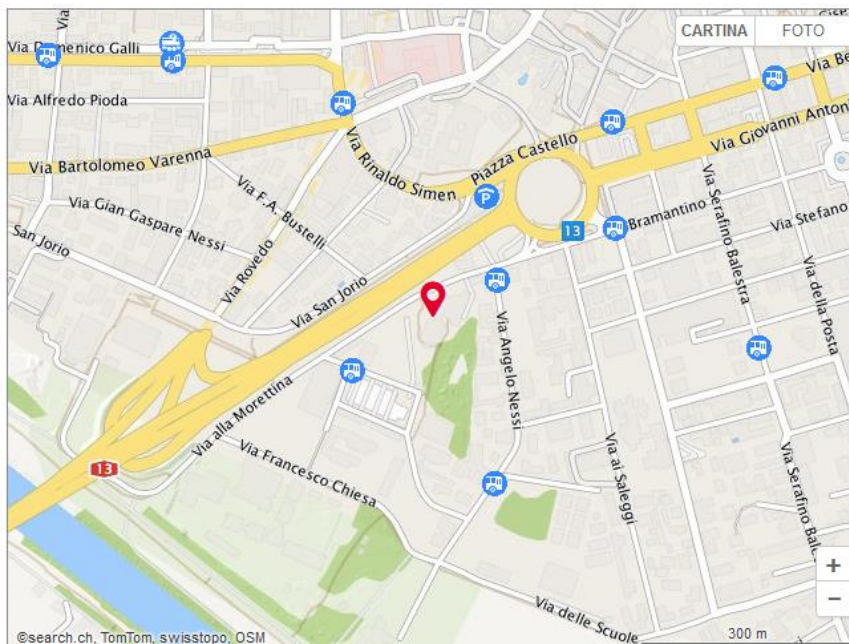 Via
CARTINA
FOTO
Via Domenico Galli
Via Be
Via Alfredo Pioda
Via Giovanni Antoni
Via Bartolomeo Varenna
Via Rinaldo Simen
Piazza Castello
P
Via Gian Gaspare Nessi
Via F.A. Bustelli
Bramantino
Via Stefano
13
San Jorio
Via Rovedo
Via San Jorio
Via Serafino Balestra
Via della Posta
Via Angelo Nessi
Via alla Morettina
13
Via Francesco Chiesa
Via ai Saleggi
Via Serafino Bales
Via delle Scuole
+
−
300 m
©search.ch, TomTom, swisstopo, OSM